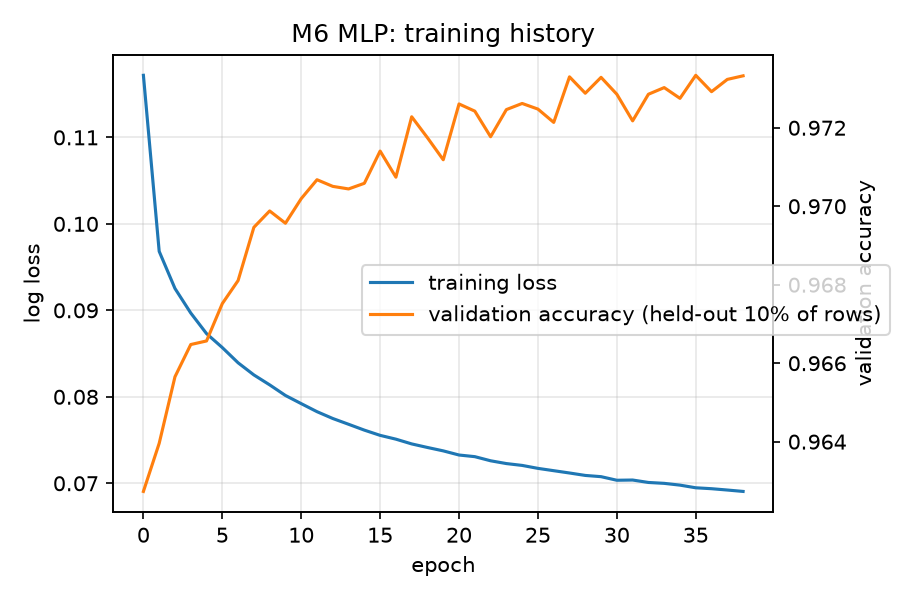 M6 MLP: training history
log loss
0.11
0.10
0.09
0.08
0.07
0.972
0.970
0.968
0.966
0.964
validation accuracy
training loss
validation accuracy (held-out 10% of rows)
0 5 10 15 20 25 30 35
epoch